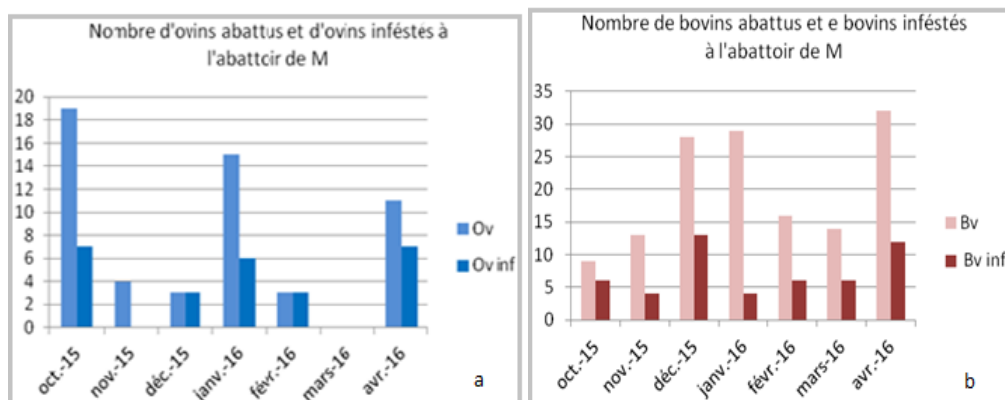 Nombre d'ovins abattus et d'ovins inféstés à
l'abattoir de M
20
18
16
14
12
10
8
6
4
2
0
oct.-15
nov.-15
déc.-15
janv.-16
févr.-16
mars-16
avr.-16
Ov
Ov inf
a
Nombre de bovins abattus et e bovins inféstés
à l'abattoir de M
35
30
25
20
15
10
5
0
oct.-15
nov.-15
déc.-15
janv.-16
févr.-16
mars-16
avr.-16
Bv
Bv inf
b